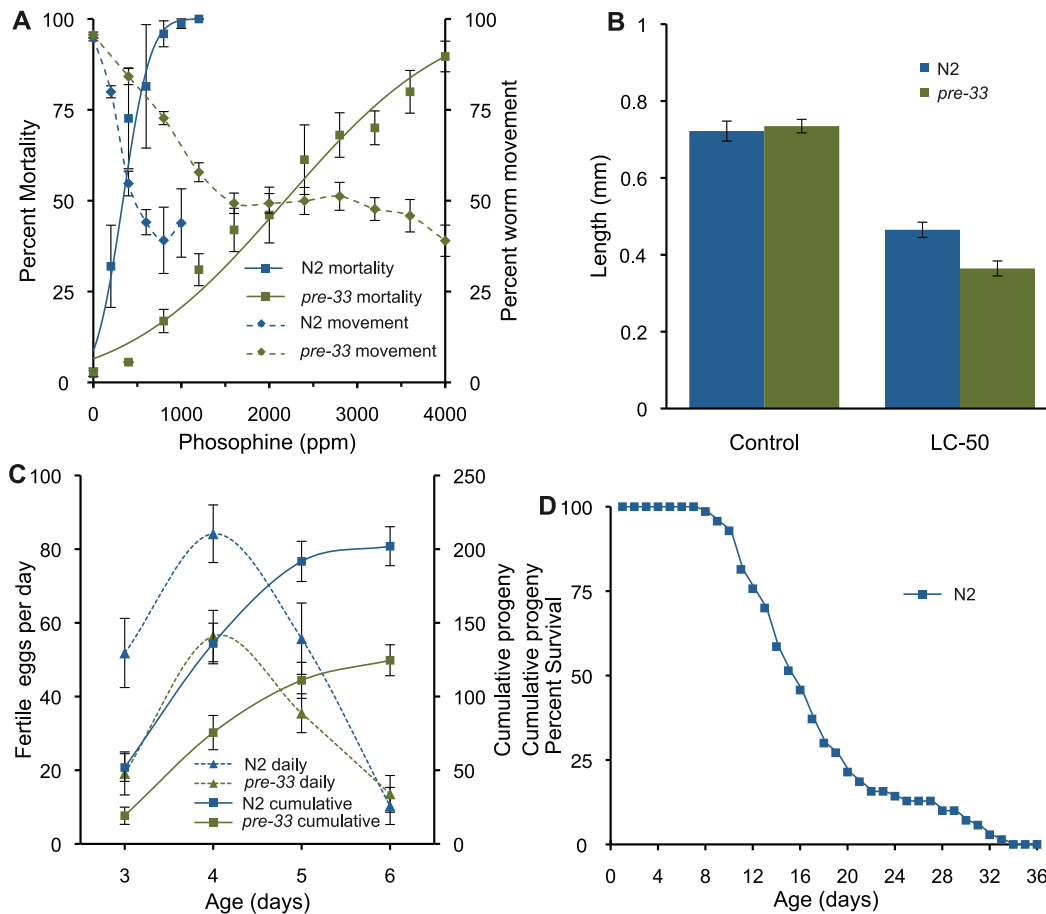 A
100
75
50
25
0
Percent Mortality
100
75
50
25
0
Percent worm movement
N2 mortality
pre-33 mortality
N2 movement
pre-33 movement
0
1000
2000
3000
4000
Phosophine (ppm)
B
1
0.8
0.6
0.4
0.2
0
Length (mm)
N2
pre-33
Control
LC-50
C
100
80
60
40
20
0
Fertile eggs per day
250
200
150
100
50
0
Cumulative progeny
N2 daily
pre-33 daily
N2 cumulative
pre-33 cumulative
3
4
5
6
Age (days)
D
Cumulative progeny
Percent Survival
100
75
50
25
0
N2
0
4
8
12
16
20
24
28
32
36
Age (days)